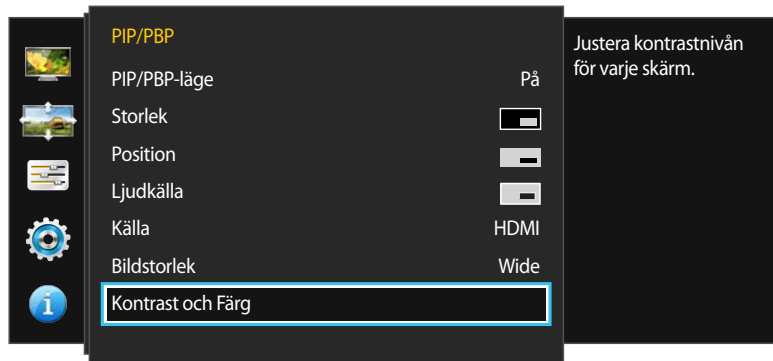 PIP/PBP
PIP/PBP-läge På
Storlek
Position
Ljudkälla
Källa HDMI
Bildstorlek Wide
Kontrast och Färg
Justera kontrastnivån
för varje skärm.